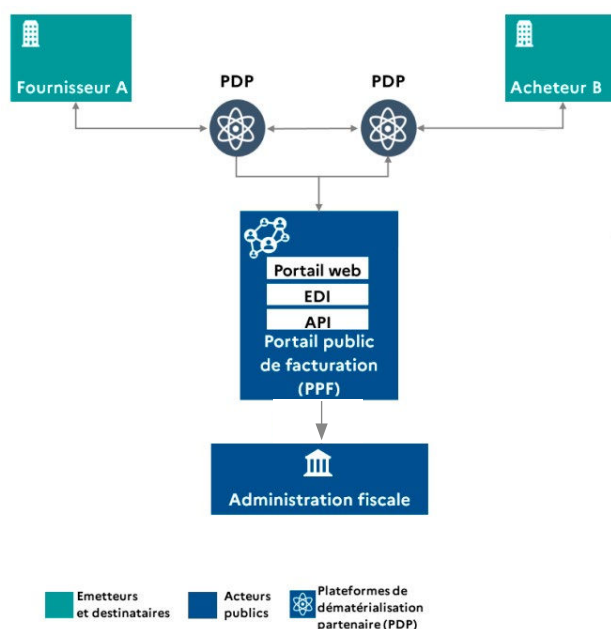 Fournisseur A
PDP
PDP
Acheteur B
Portail web
EDI
API
Portail public
de facturation
(PPF)
Administration fiscale
Emetteurs
et destinataires
Acteurs
publics
Plateformes de
dématérialisation
partenaire (PDP)